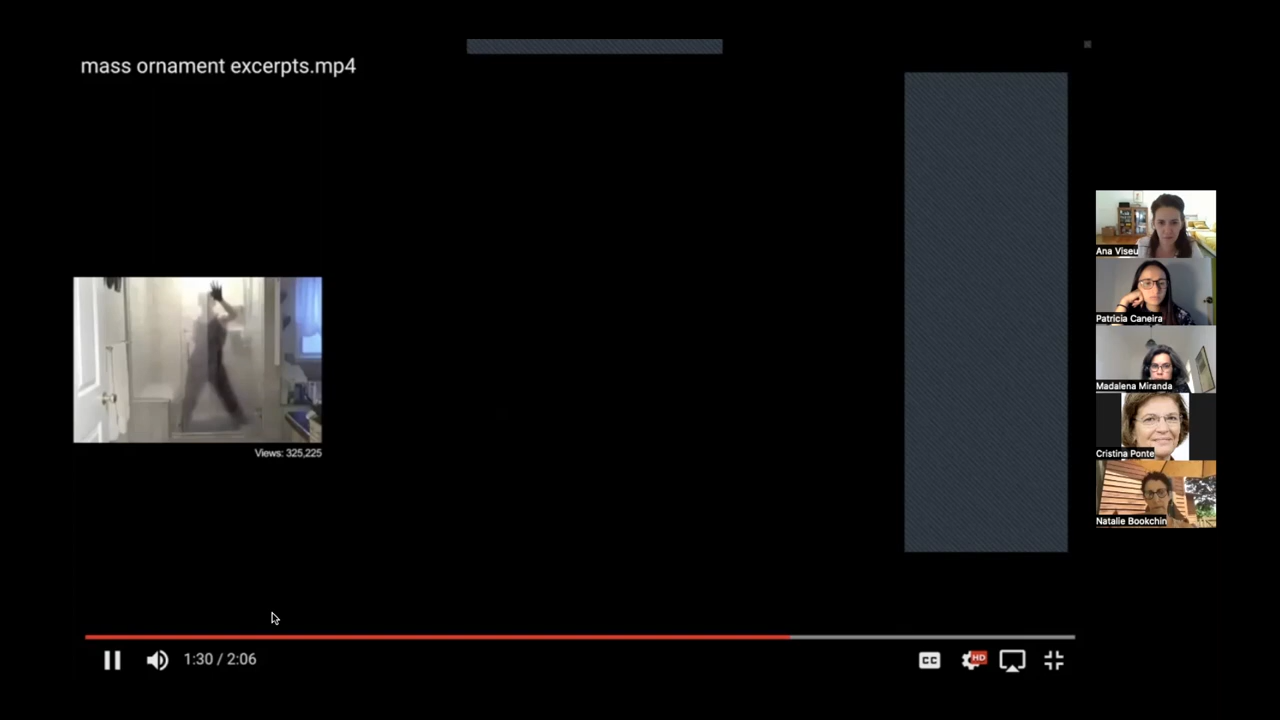 mass ornament excerpts.mp4
Ana Viseu
Patricia Caneira
Madalena Miranda
Cristina Ponte
Views: 325,225
Natalie Bookchin
1:30 / 2:06
CC
HD